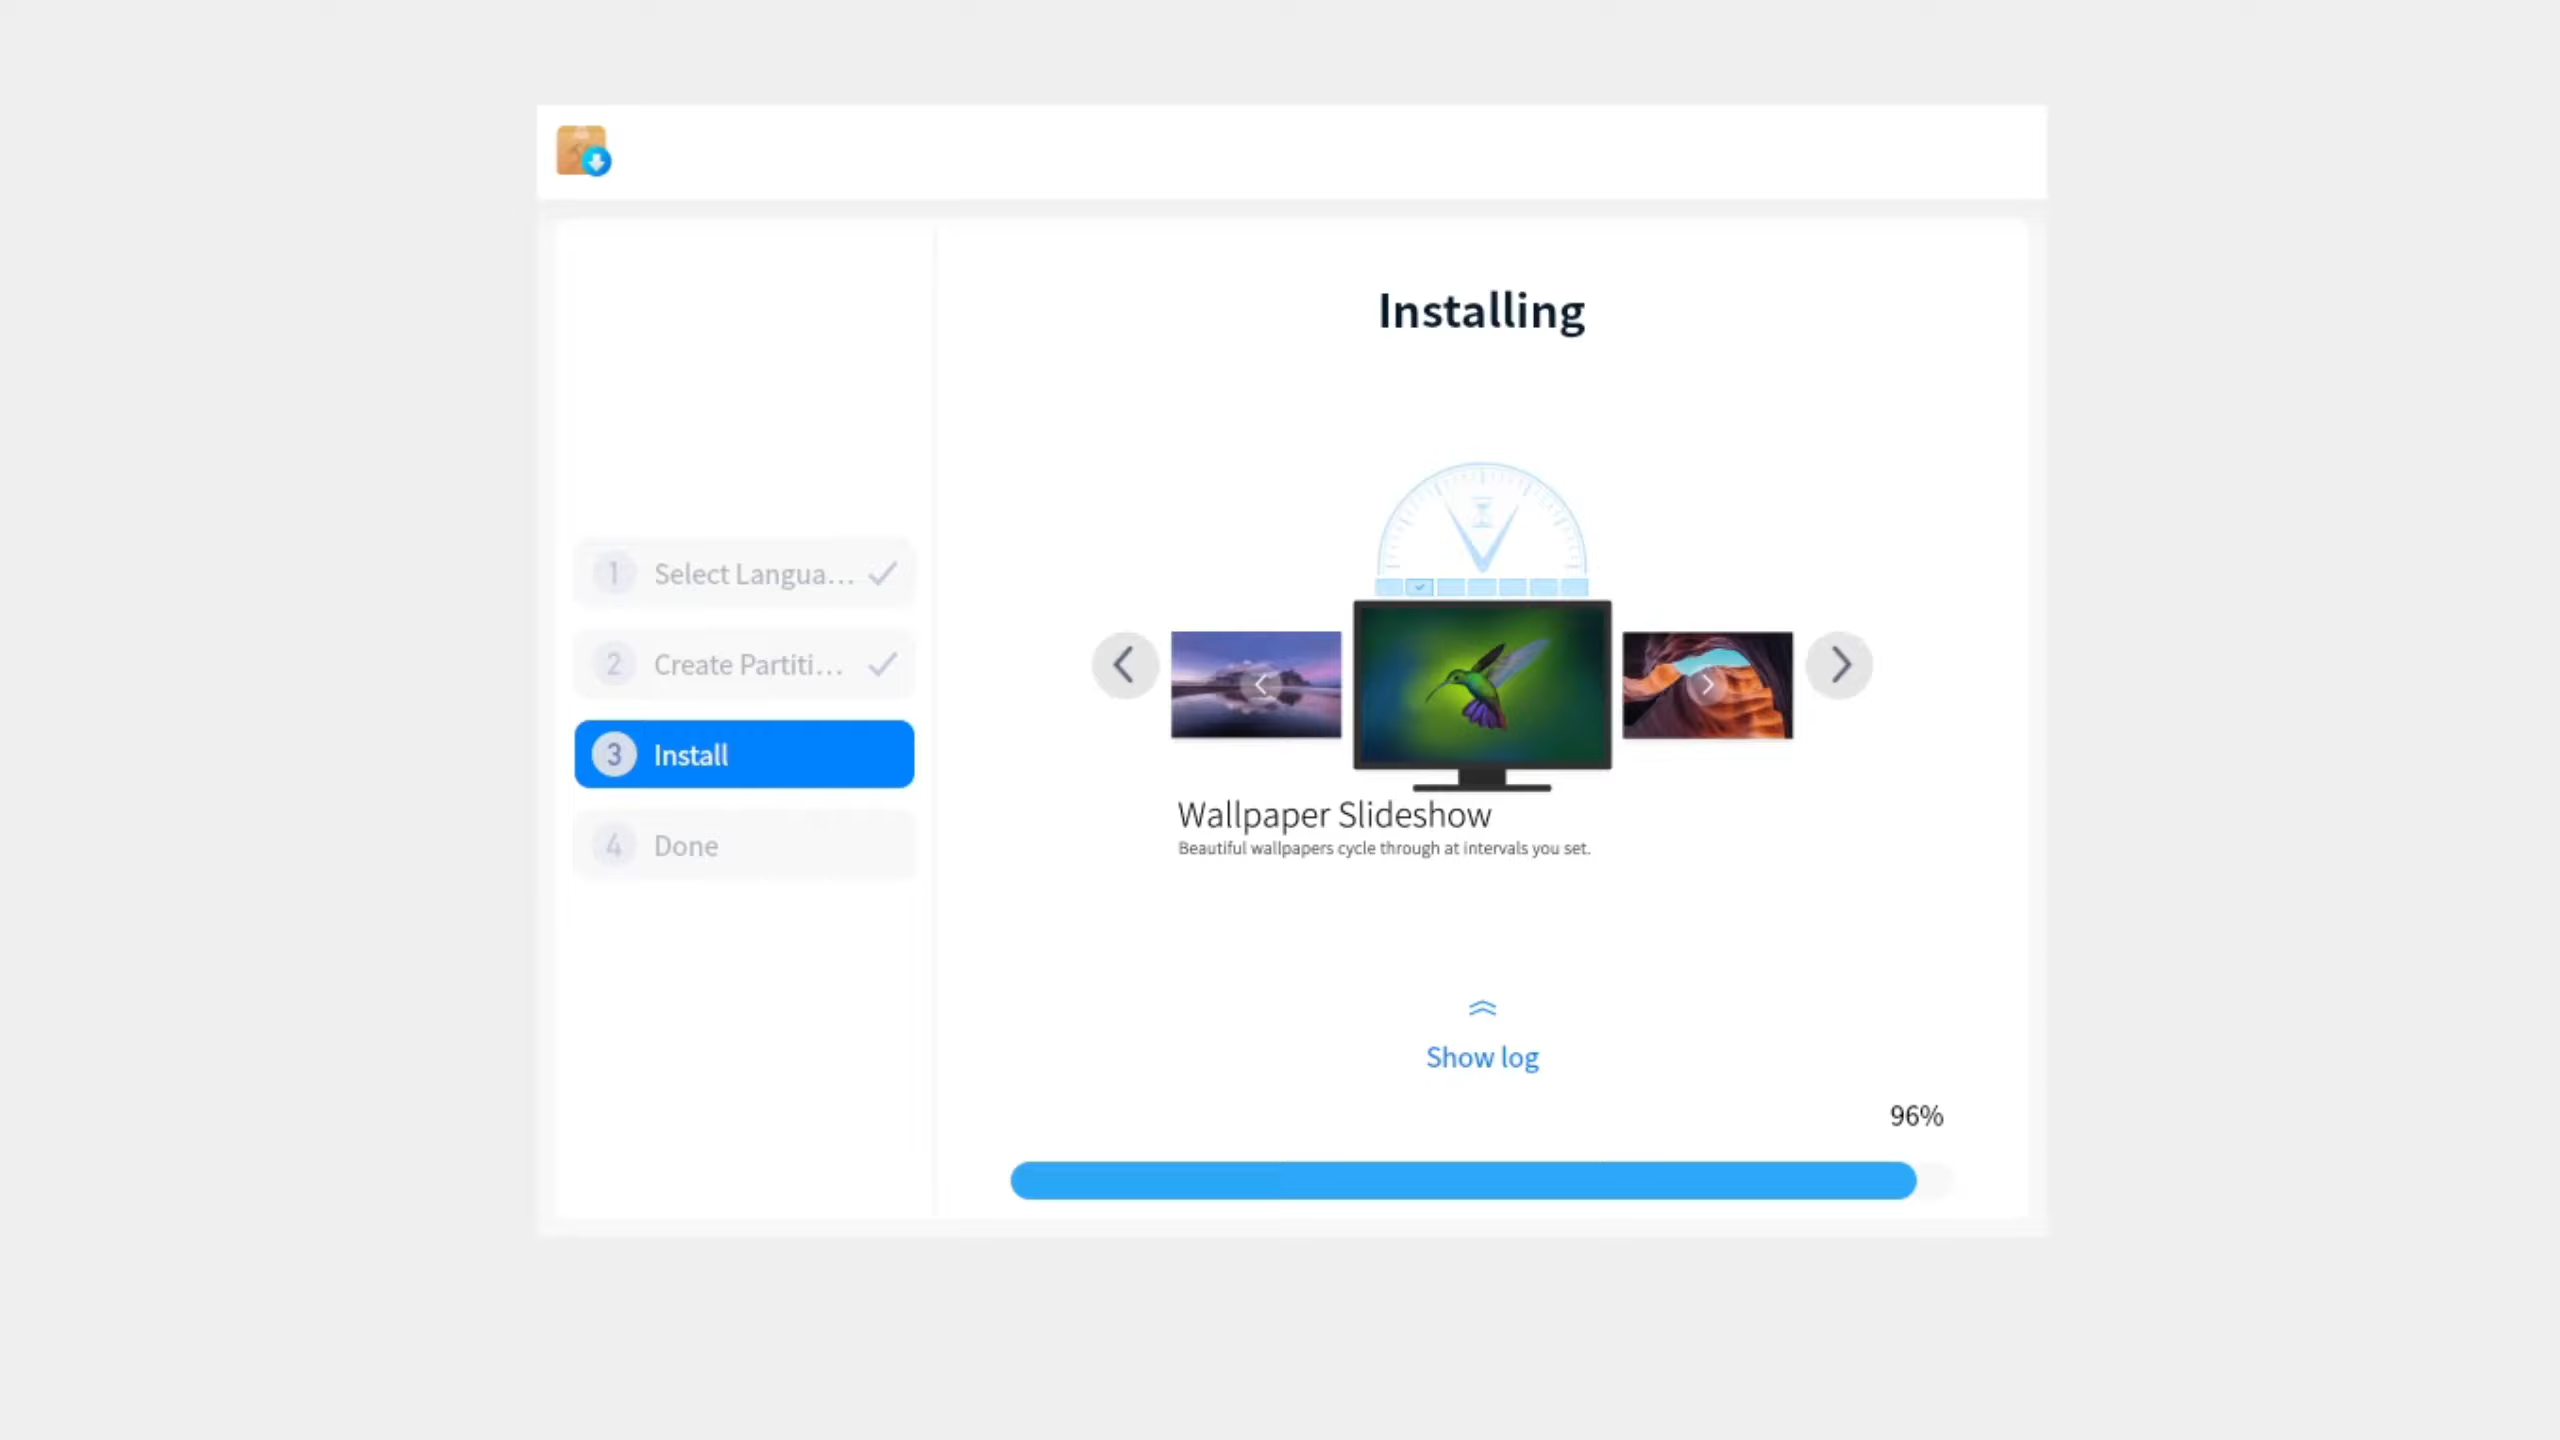 Installing
1 Select Langua...
2 Create Partiti...
3 Install
4 Done
Wallpaper Slideshow
Beautiful wallpapers cycle through at intervals you set.
Show log
96%